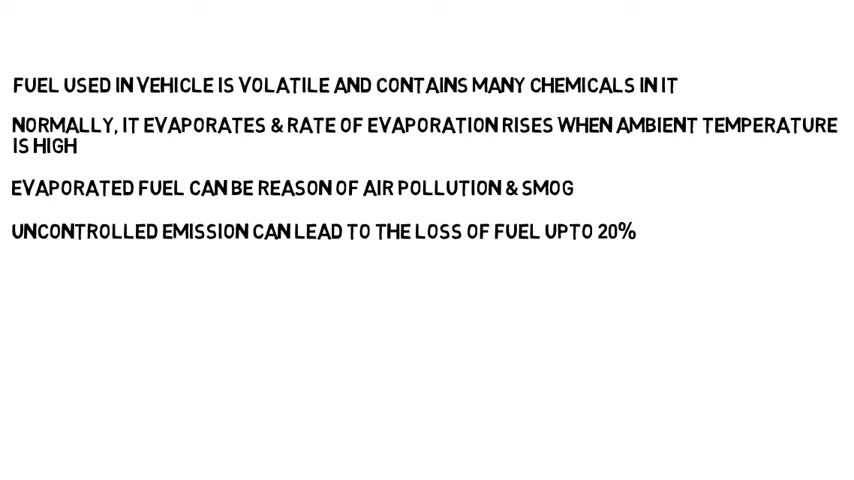 FUEL USED IN VEHICLE IS VOLATILE AND CONTAINS MANY CHEMICALS IN IT
NORMALLY, IT EVAPORATES & RATE OF EVAPORATION RISES WHEN AMBIENT TEMPERATURE
IS HIGH
EVAPORATED FUEL CAN BE REASON OF AIR POLLUTION & SMOG
UNCONTROLLED EMISSION CAN LEAD TO THE LOSS OF FUEL UPTO 20%